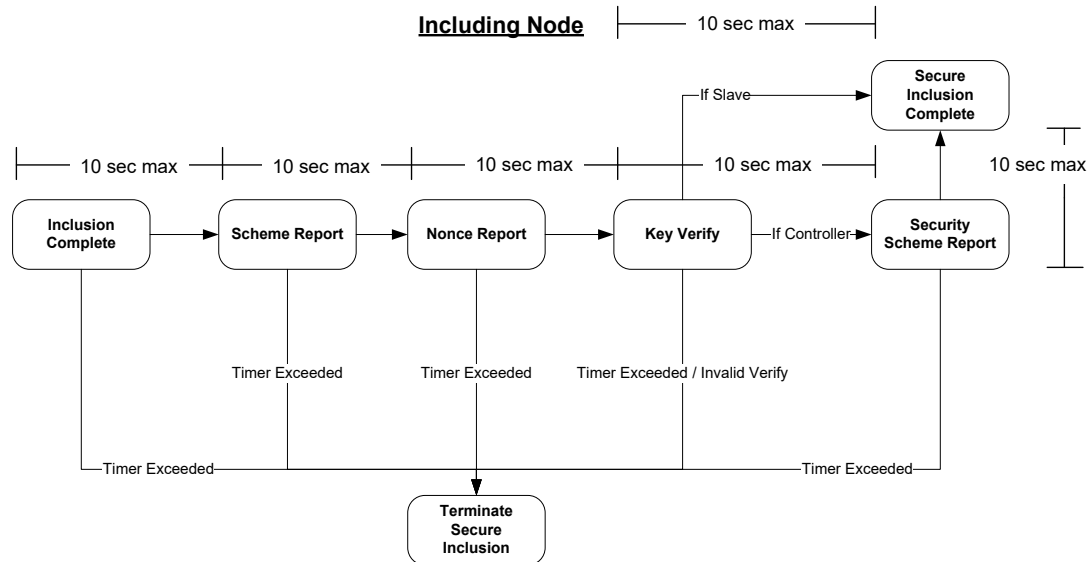 Including Node
10 sec max
If Slave
Secure
Inclusion
Complete
10 sec max
10 sec max
10 sec max
10 sec max
10 sec max
Inclusion
Complete
Scheme Report
Nonce Report
Key Verify
If Controller
Security
Scheme Report
Timer Exceeded
Timer Exceeded
Timer Exceeded / Invalid Verify
Timer Exceeded
Timer Exceeded
Terminate
Secure
Inclusion